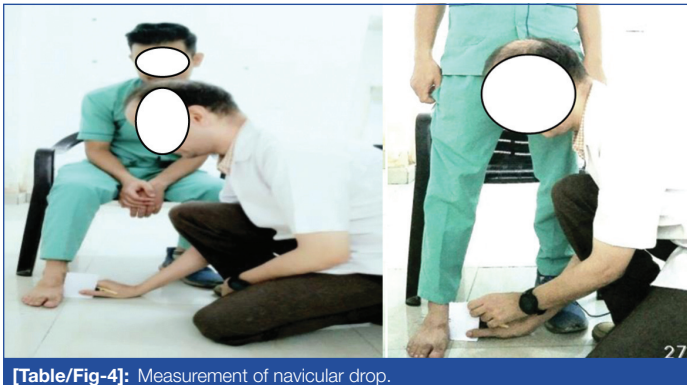 27
[Table/Fig-4]: Measurement of navicular drop.